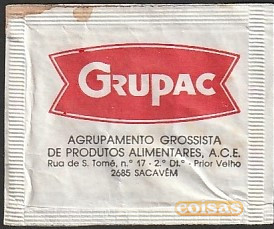 GRUPAC
AGRUPAMENTO GROSSISTA
DE PRODUTOS ALIMENTARES, A.C.E.
Rua de S. Tomé, n.º 17 - 2.º Dt.º - Prior Velho
2685 SACAVÉM
coisas